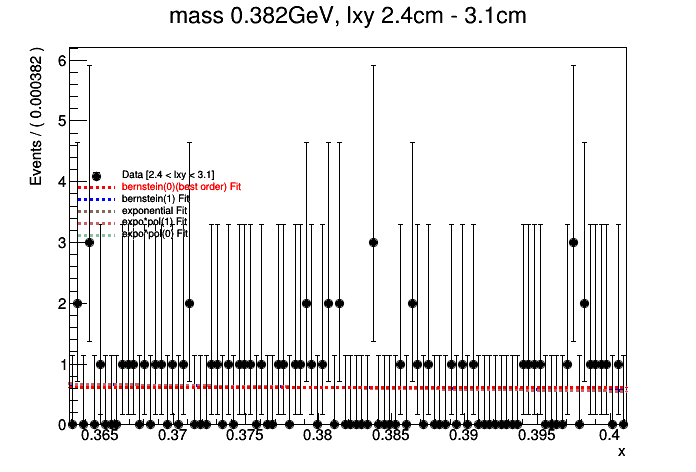 mass 0.382GeV, lxy 2.4cm - 3.1cm
Events / ( 0.000382 )
6
5
4
3
2
1
0
Data [2.4 < lxy < 3.1]
bernstein(0)(best order) Fit
bernstein(1) Fit
exponential Fit
expo*pol(1) Fit
expo*pol(0) Fit
0.365 0.37 0.375 0.38 0.385 0.39 0.395 0.4
x